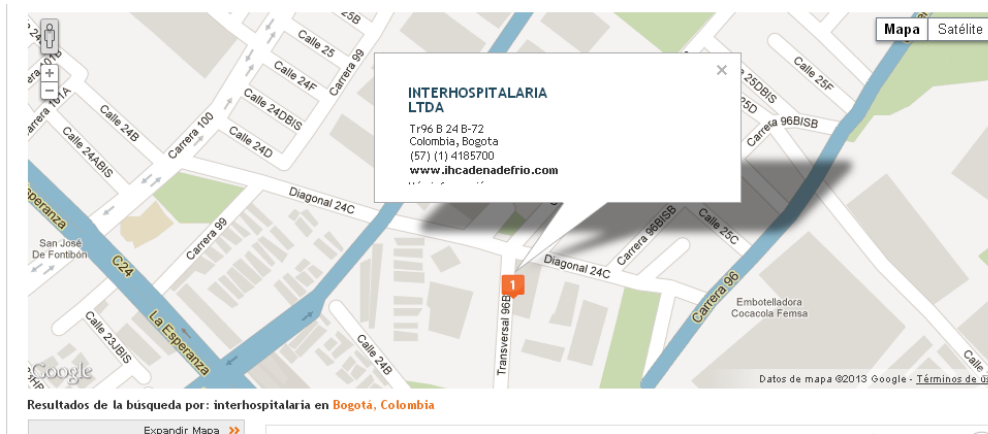 Mapa
Satélite
25B
Calle 25
Carrera 99
Calle 24F
Calle 24DBIS
Calle 24D
Carrera 100
Calle 24B
Calle 24ABIS
INTERHOSPITALARIA
LTDA
Tr96 B 24 B-72
Colombia, Bogota
(57) (1) 4185700
www.ihcadenadefrio.com
25DBIS
25D
Calle 25F
Carrera 96BISB
Diagonal 24C
Carrera 99
San José
De Fontibón
C24
La Esperanza
Calle 23JBIS
Calle 24B
Diagonal 24C
1
Transversal 96B
Carrera 96BISB
Calle 25C
Carrera 96
Embotelladora
Cocacola Femsa
Calle
Google
Datos de mapa ©2013 Google - Términos de
Resultados de la búsqueda por: interhospitalaria en Bogotá, Colombia
Expandir Mapa »